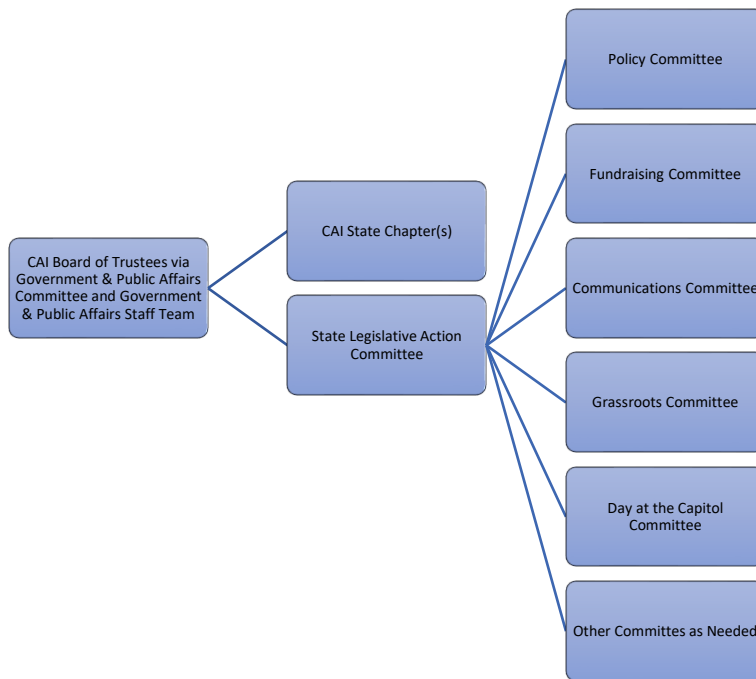 CAI Board of Trustees via
Government & Public Affairs
Committee and Government
& Public Affairs Staff Team
CAI State Chapter(s)
State Legislative Action
Committee
Policy Committee
Fundraising Committee
Communications Committee
Grassroots Committee
Day at the Capitol
Committee
Other Committes as Needed